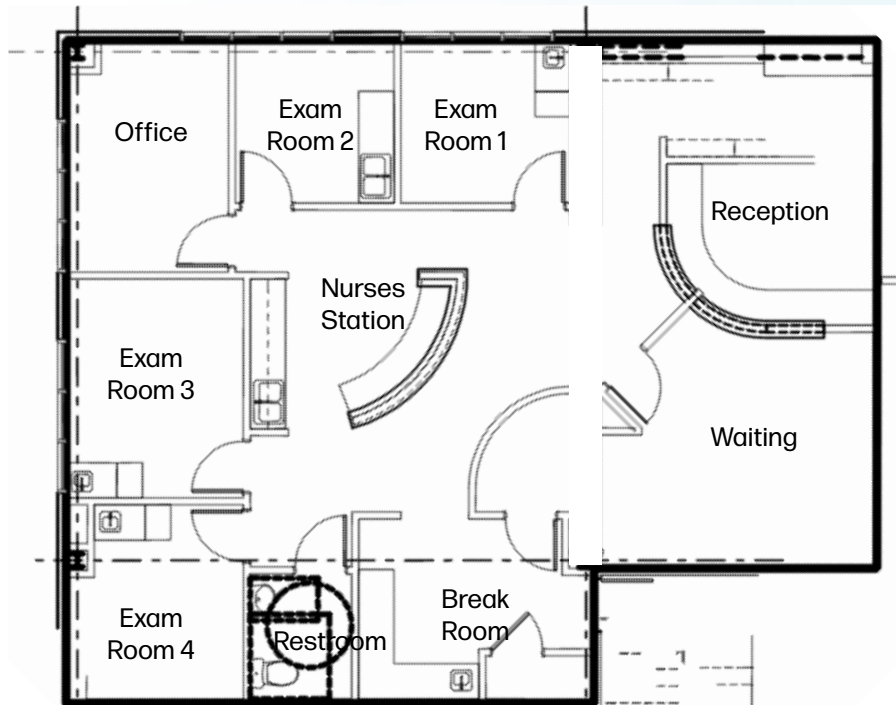 Office
Exam
Room 2
Exam
Room 1
Reception
Nurses
Station
Exam
Room 3
Waiting
Exam
Room 4
Restroom
Break
Room